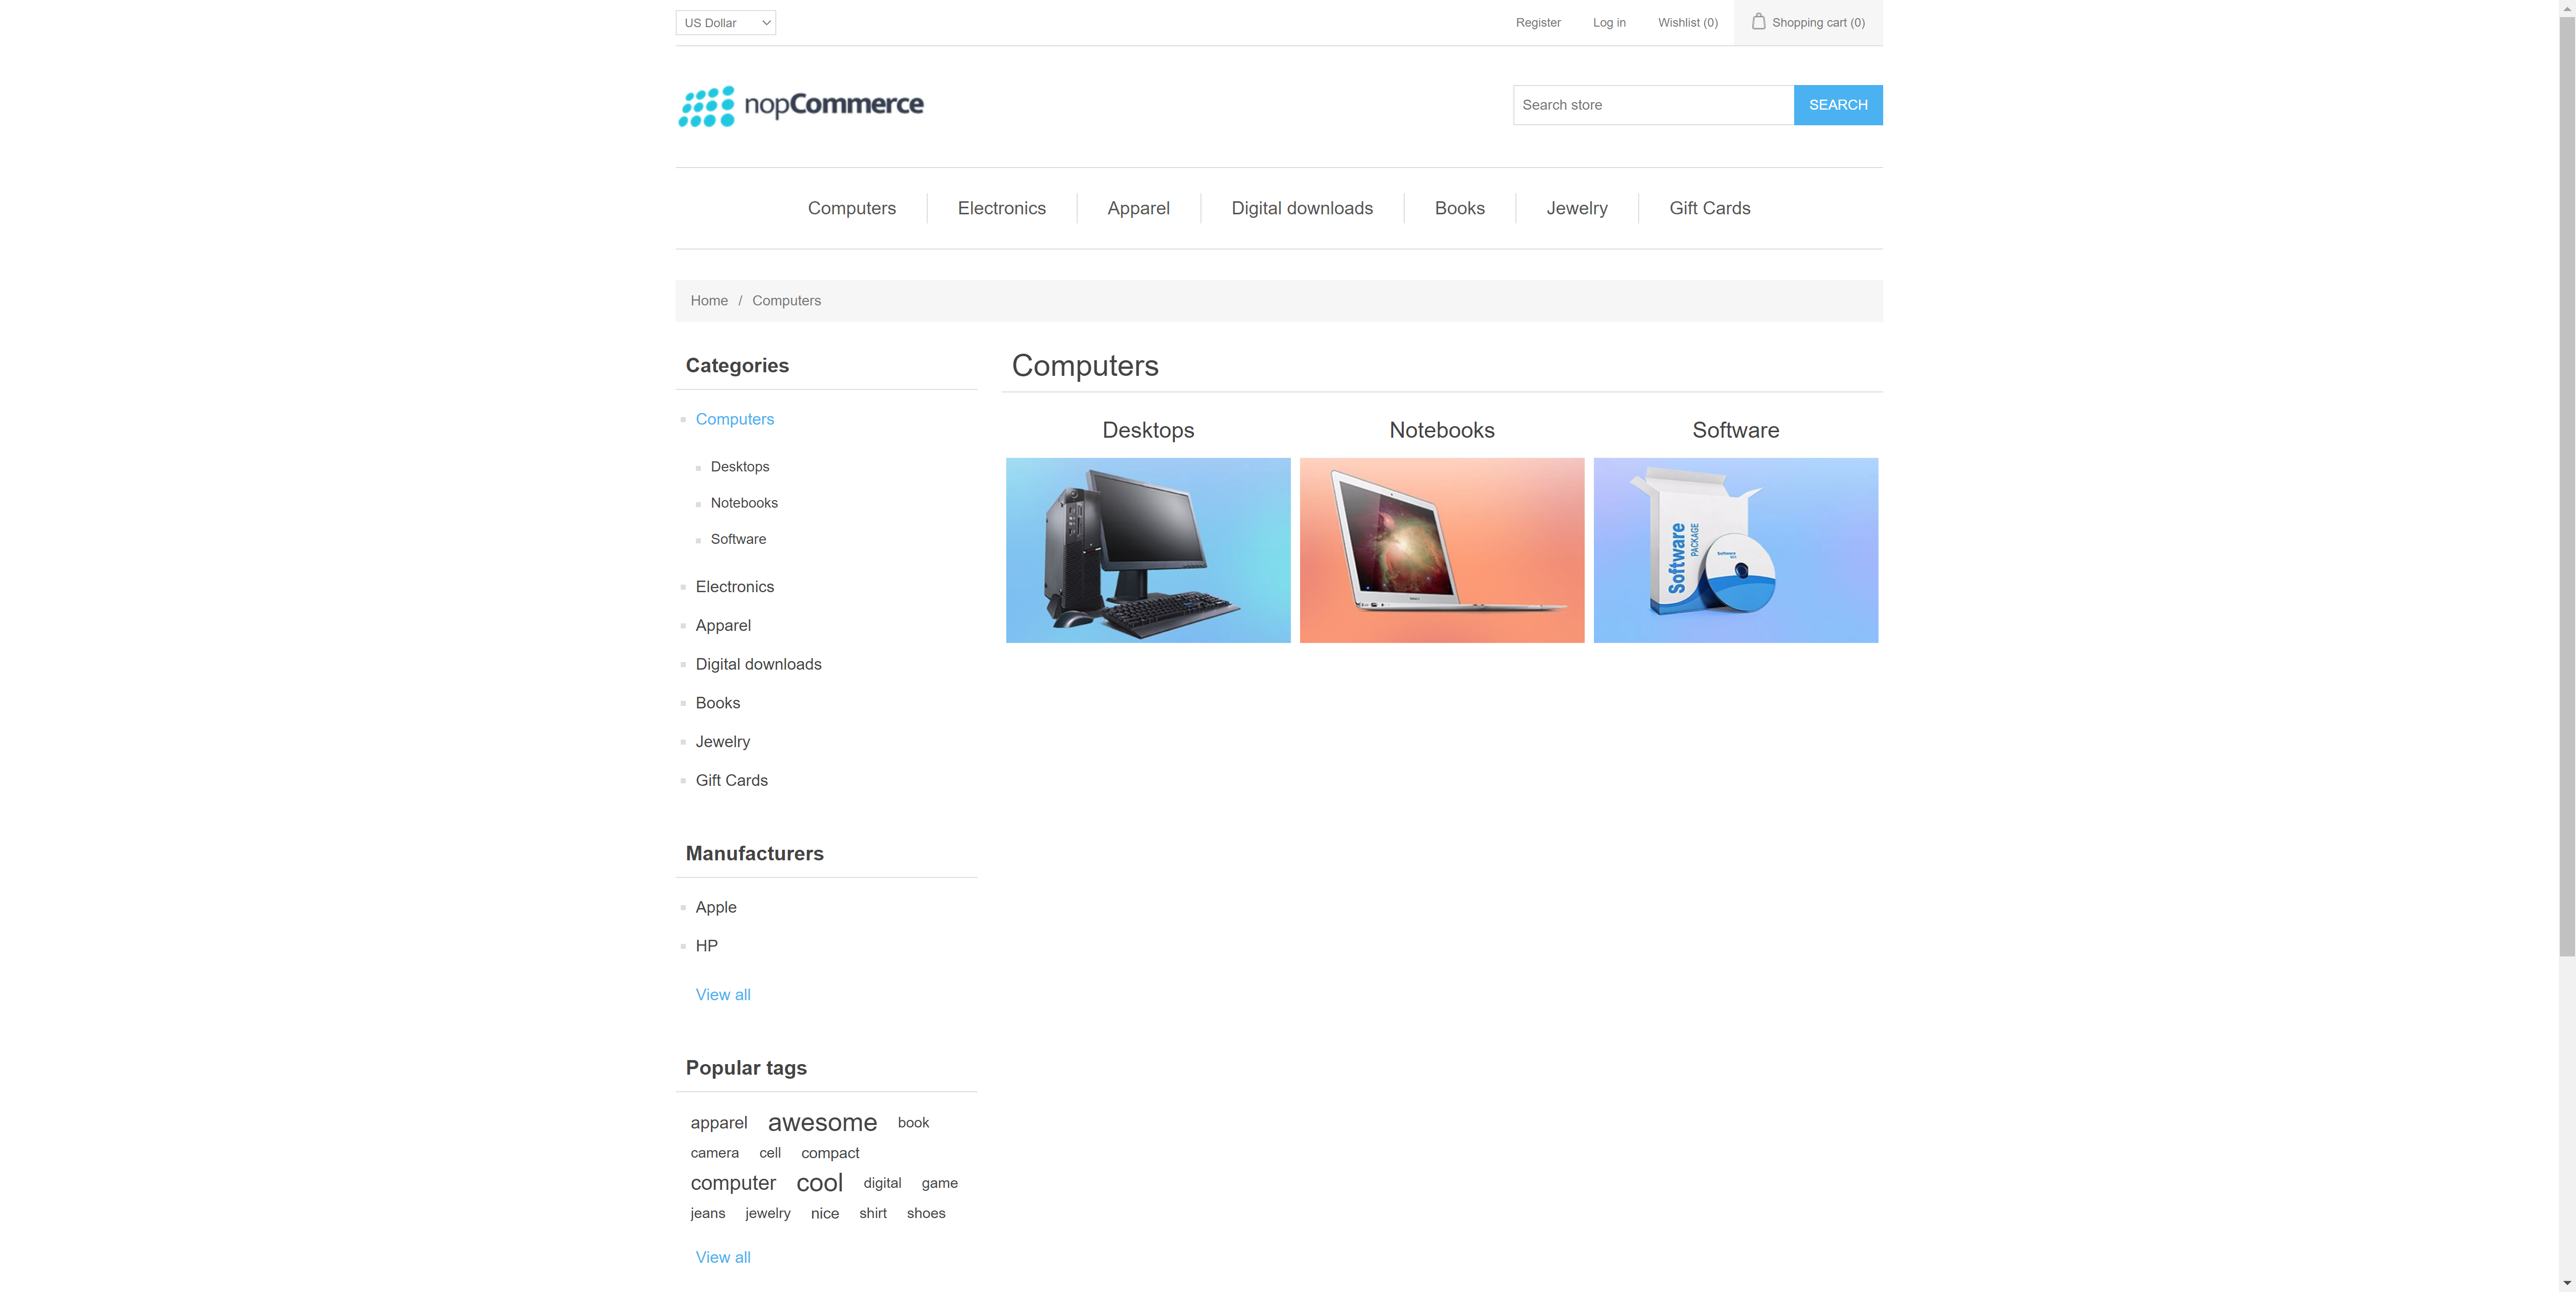 US Dollar
Register Log in Wishlist (0) Shopping cart (0)
nopCommerce
Search store SEARCH
Computers Electronics Apparel Digital downloads Books Jewelry Gift Cards
Home / Computers
Categories
Computers
Desktops
Notebooks
Software
Electronics
Apparel
Digital downloads
Books
Jewelry
Gift Cards
Manufacturers
Apple
HP
View all
Popular tags
apparel awesome book
camera cell compact
computer cool digital game
jeans jewelry nice shirt shoes
View all
Computers
Desktops Notebooks Software
Software
PACKAGE
Software